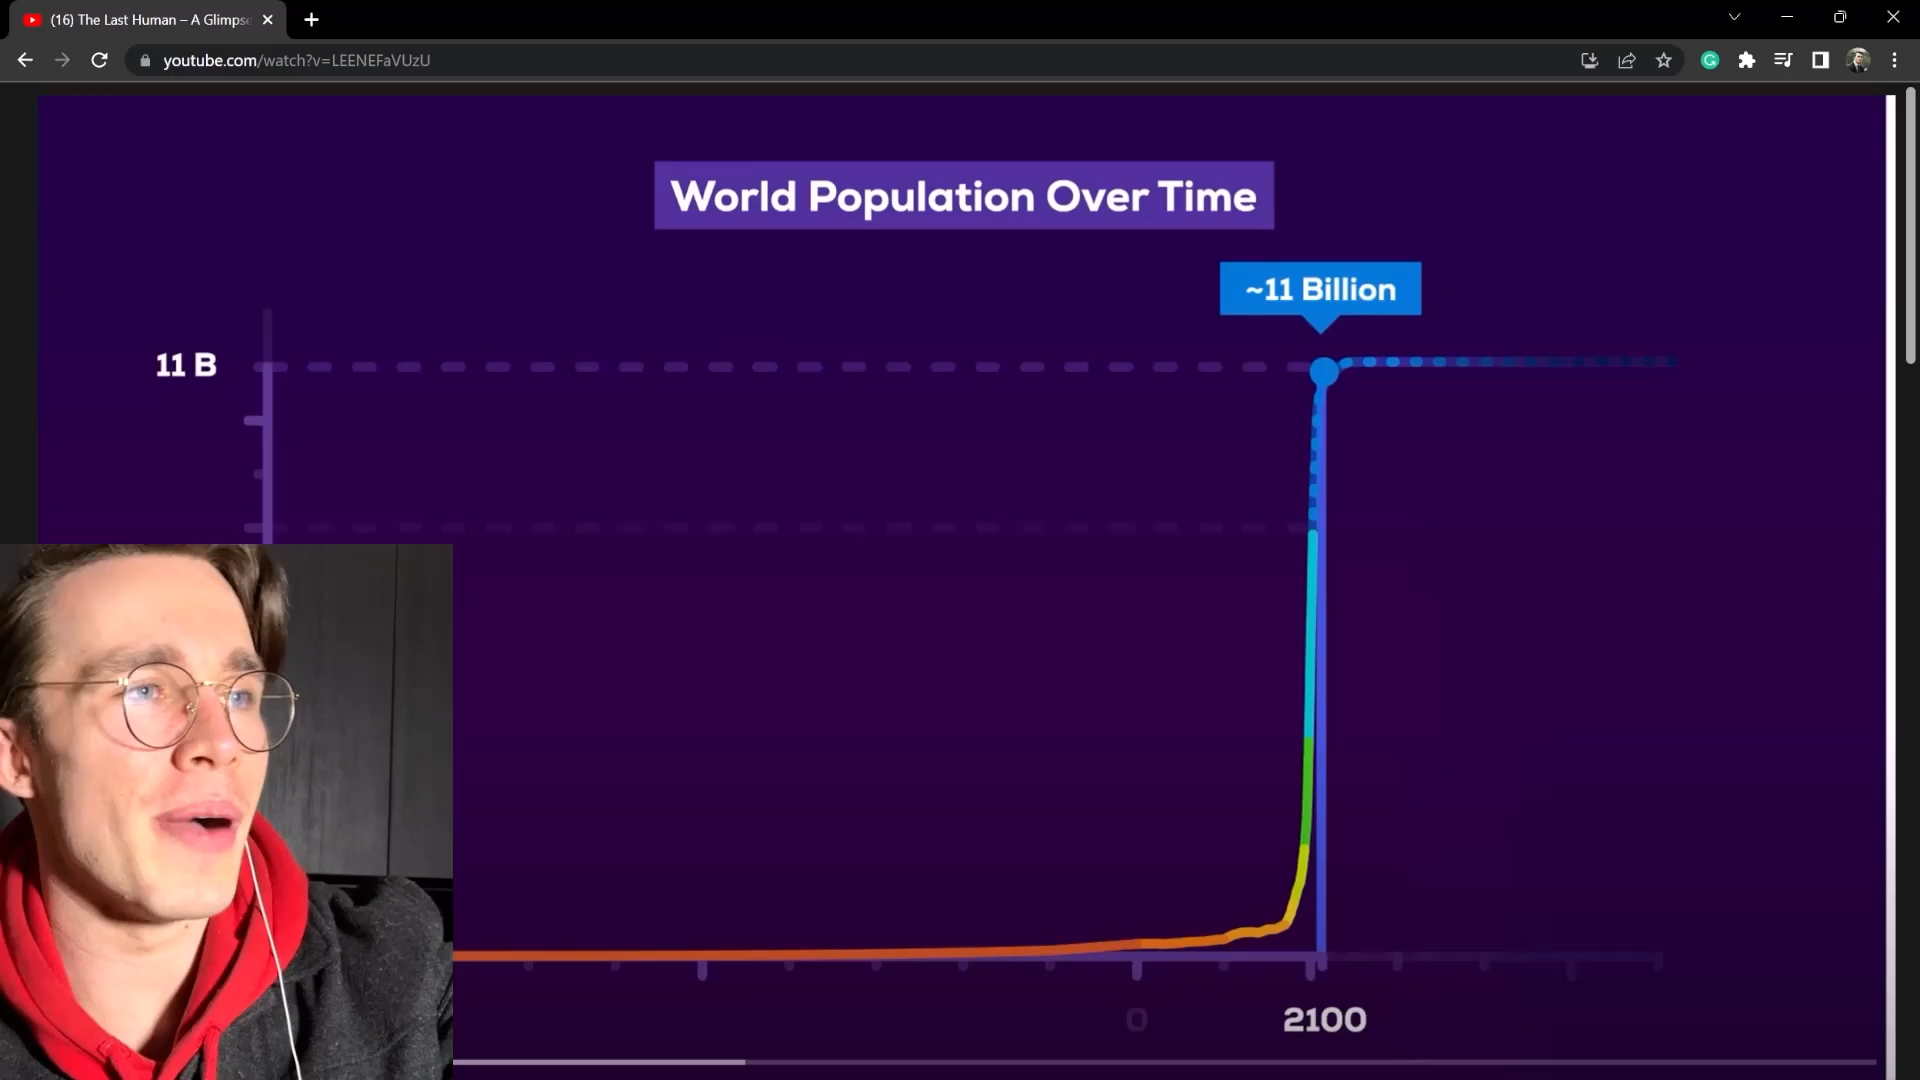 (16) The Last Human – A Glimpse
youtube.com/watch?v=LEENEFaVUzU
World Population Over Time
~11 Billion
11 B
0
2100